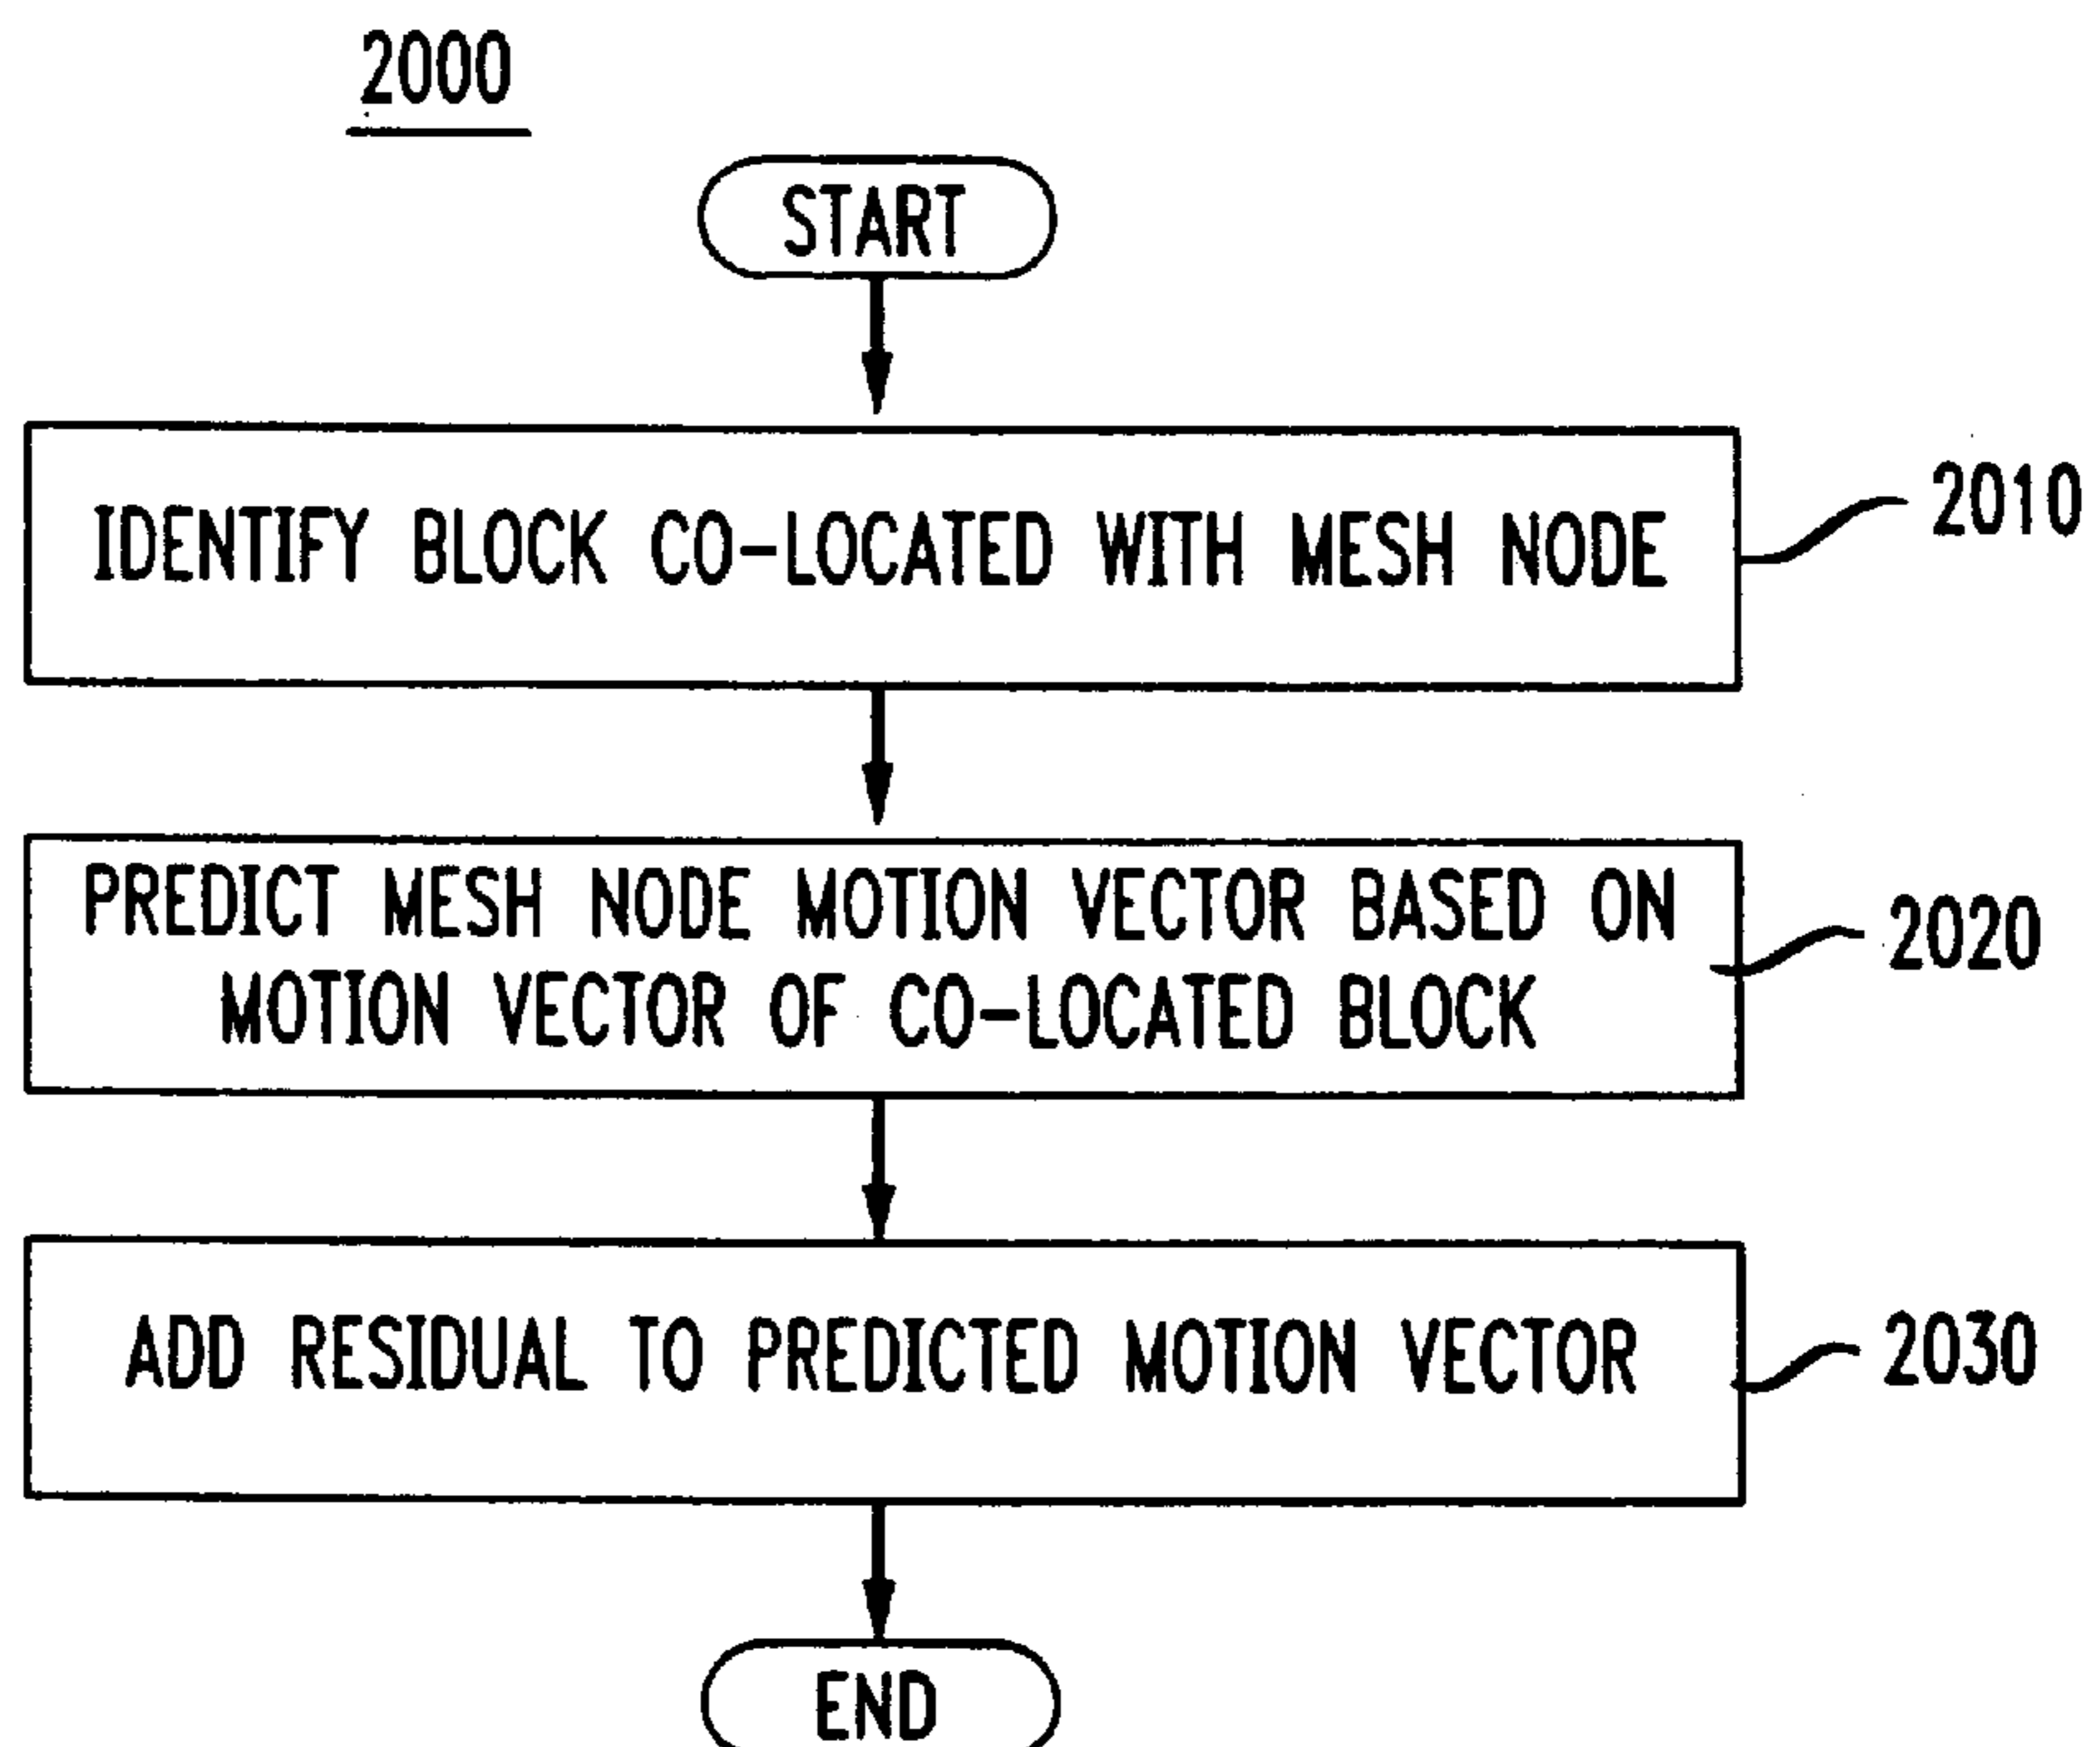 2000
START
IDENTIFY BLOCK CO-LOCATED WITH MESH NODE
2010
PREDICT MESH NODE MOTION VECTOR BASED ON
MOTION VECTOR OF CO-LOCATED BLOCK
2020
ADD RESIDUAL TO PREDICTED MOTION VECTOR
2030
END